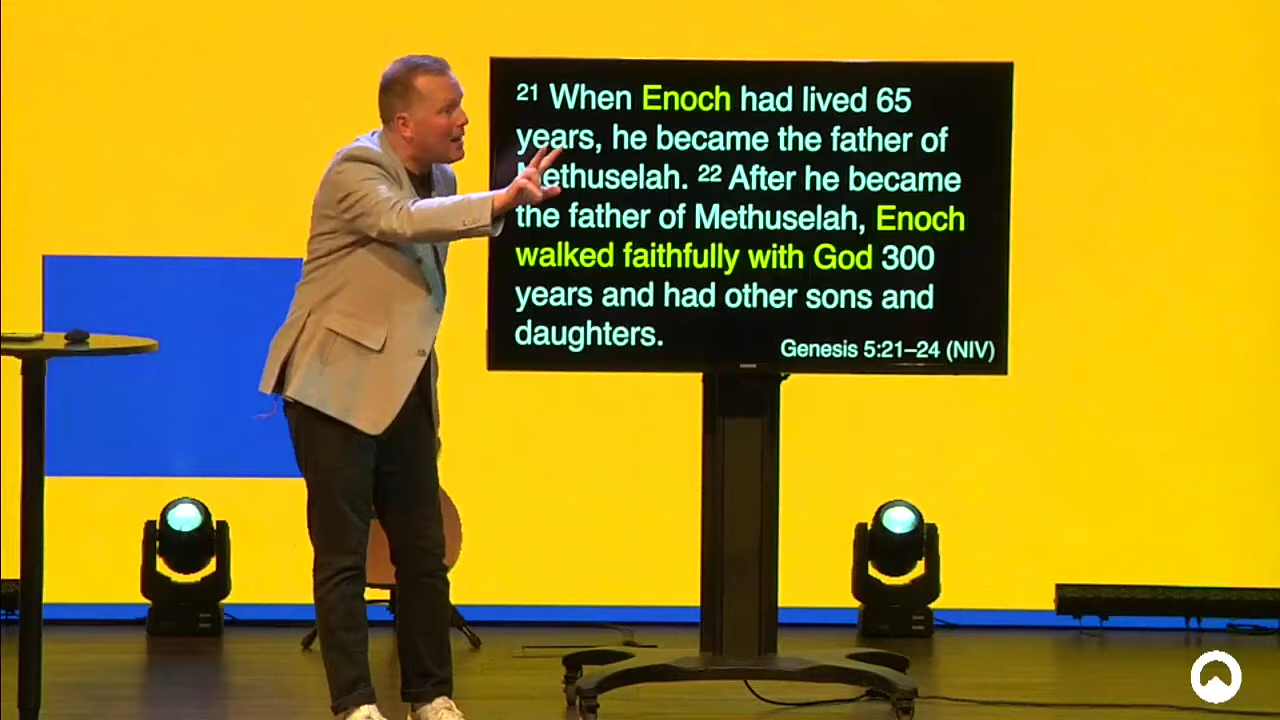 ²¹ When Enoch had lived 65
years, he became the father of
Methuselah. ²² After he became
the father of Methuselah, Enoch
walked faithfully with God 300
years and had other sons and
daughters.
Genesis 5:21–24 (NIV)